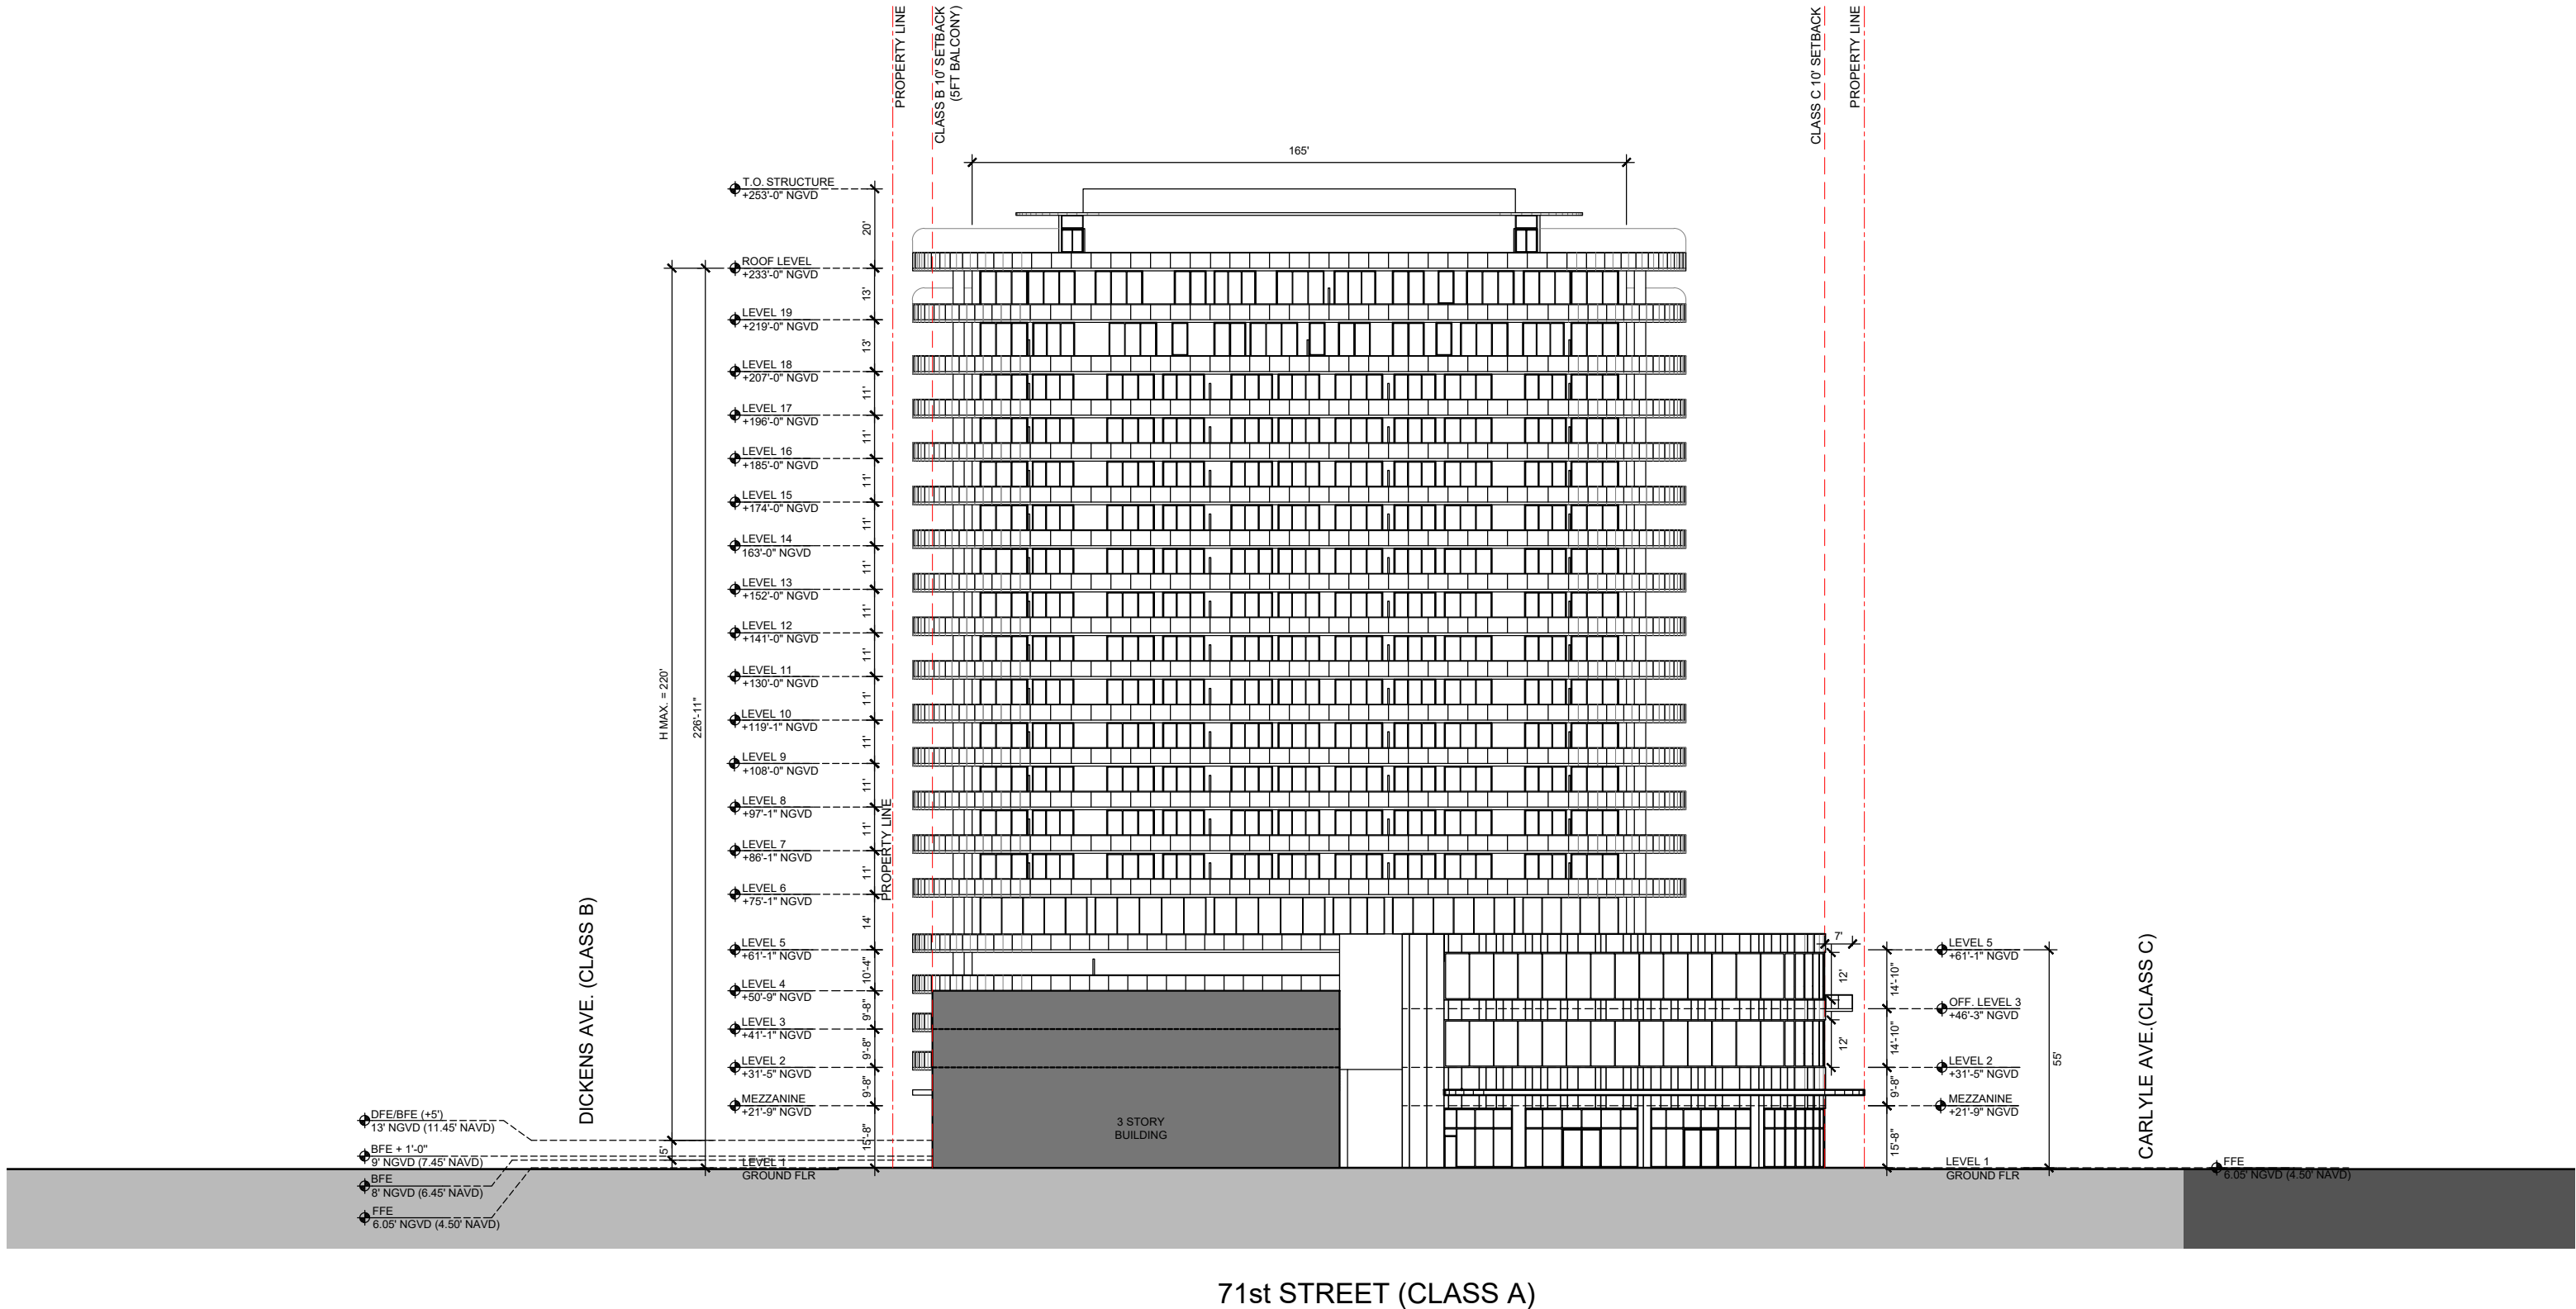 PROPERTY LINE
CLASS B 10' SETBACK
(5FT BALCONY)
CLASS C 10' SETBACK
PROPERTY LINE
165'
T.O. STRUCTURE
+253'-0" NGVD
20'
ROOF LEVEL
+233'-0" NGVD
13'
LEVEL 19
+219'-0" NGVD
13'
LEVEL 18
+207'-0" NGVD
11'
LEVEL 17
+196'-0" NGVD
11'
LEVEL 16
+185'-0" NGVD
11'
LEVEL 15
+174'-0" NGVD
11'
LEVEL 14
163'-0" NGVD
11'
LEVEL 13
+152'-0" NGVD
11'
LEVEL 12
+141'-0" NGVD
11'
LEVEL 11
+130'-0" NGVD
11'
LEVEL 10
+119'-1" NGVD
11'
LEVEL 9
+108'-0" NGVD
11'
LEVEL 8
+97'-1" NGVD
11'
LEVEL 7
+86'-1" NGVD
11'
LEVEL 6
+75'-1" NGVD
14'
LEVEL 5
+61'-1" NGVD
10'-4"
LEVEL 4
+50'-9" NGVD
9'-8"
LEVEL 3
+41'-1" NGVD
9'-8"
LEVEL 2
+31'-5" NGVD
9'-8"
MEZZANINE
+21'-9" NGVD
15'-8"
LEVEL 1
GROUND FLR
H MAX. = 220'
226'-11"
5'
PROPERTY LINE
DICKENS AVE. (CLASS B)
DFE/BFE (+5')
13' NGVD (11.45' NAVD)
BFE + 1'-0"
9' NGVD (7.45' NAVD)
BFE
8' NGVD (6.45' NAVD)
FFE
6.05' NGVD (4.50' NAVD)
3 STORY
BUILDING
7'
12'
12'
LEVEL 5
+61'-1" NGVD
14'-10"
OFF. LEVEL 3
+46'-3" NGVD
14'-10"
LEVEL 2
+31'-5" NGVD
9'-8"
MEZZANINE
+21'-9" NGVD
15'-8"
LEVEL 1
GROUND FLR
55'
CARLYLE AVE.(CLASS C)
FFE
6.05' NGVD (4.50' NAVD)
71st STREET (CLASS A)